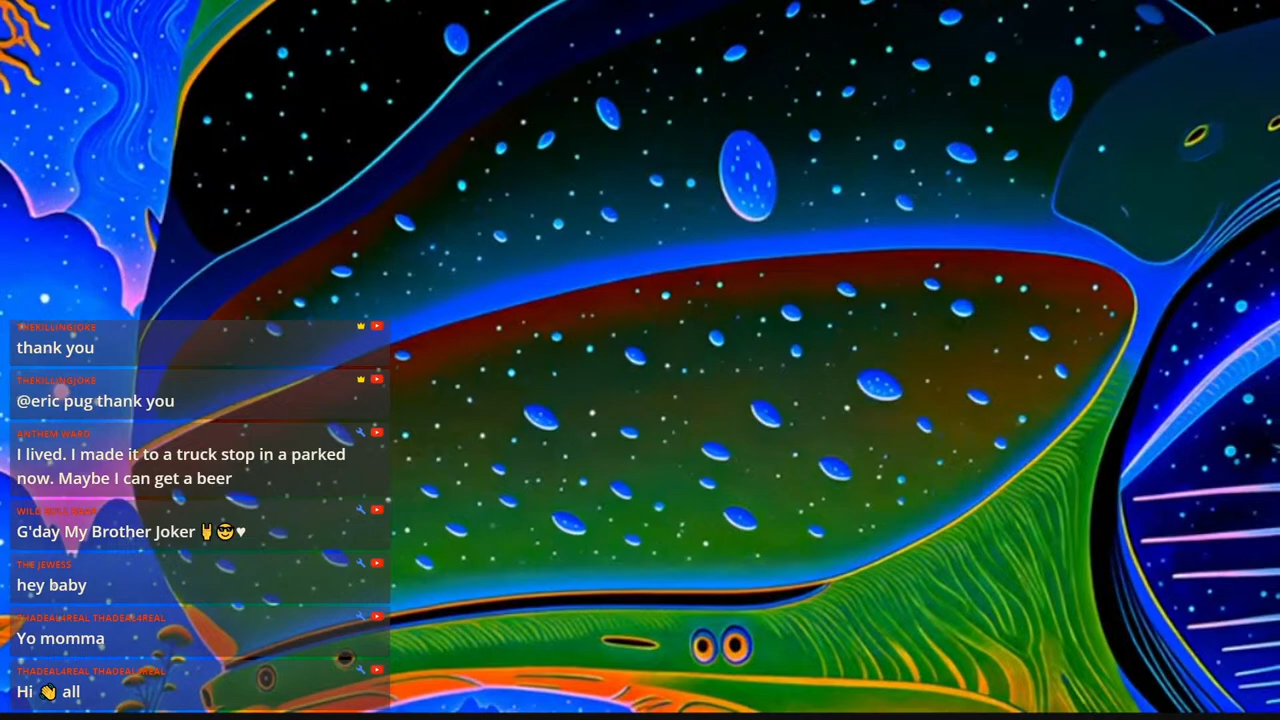 THEKILLINGJOKE
thank you
THEKILLINGJOKE
@eric pug thank you
ANTHEM WARD
I lived. I made it to a truck stop in a parked
now. Maybe I can get a beer
WILD BULL
G'day My Brother Joker 🤘😎♥
THE JEWESS
hey baby
THADEAL4REAL THADEAL4REAL
Yo momma
THADEAL4REAL THADEAL4REAL
Hi 👋 all